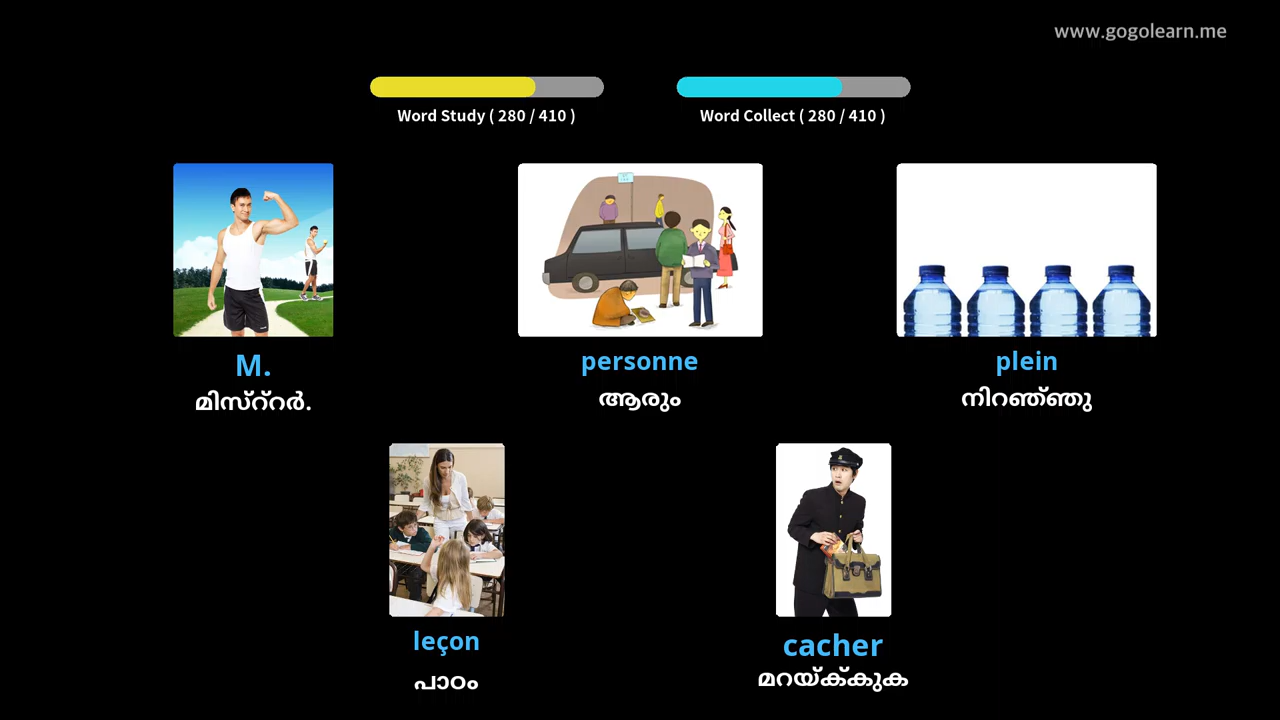 www.gogolearn.me
Word Study ( 280 / 410 )
Word Collect ( 280 / 410 )
M.
മിസ്റ്റർ.
personne
ആരും
plein
നിറഞ്ഞു
leçon
പാഠം
cacher
മറയ്ക്കുക